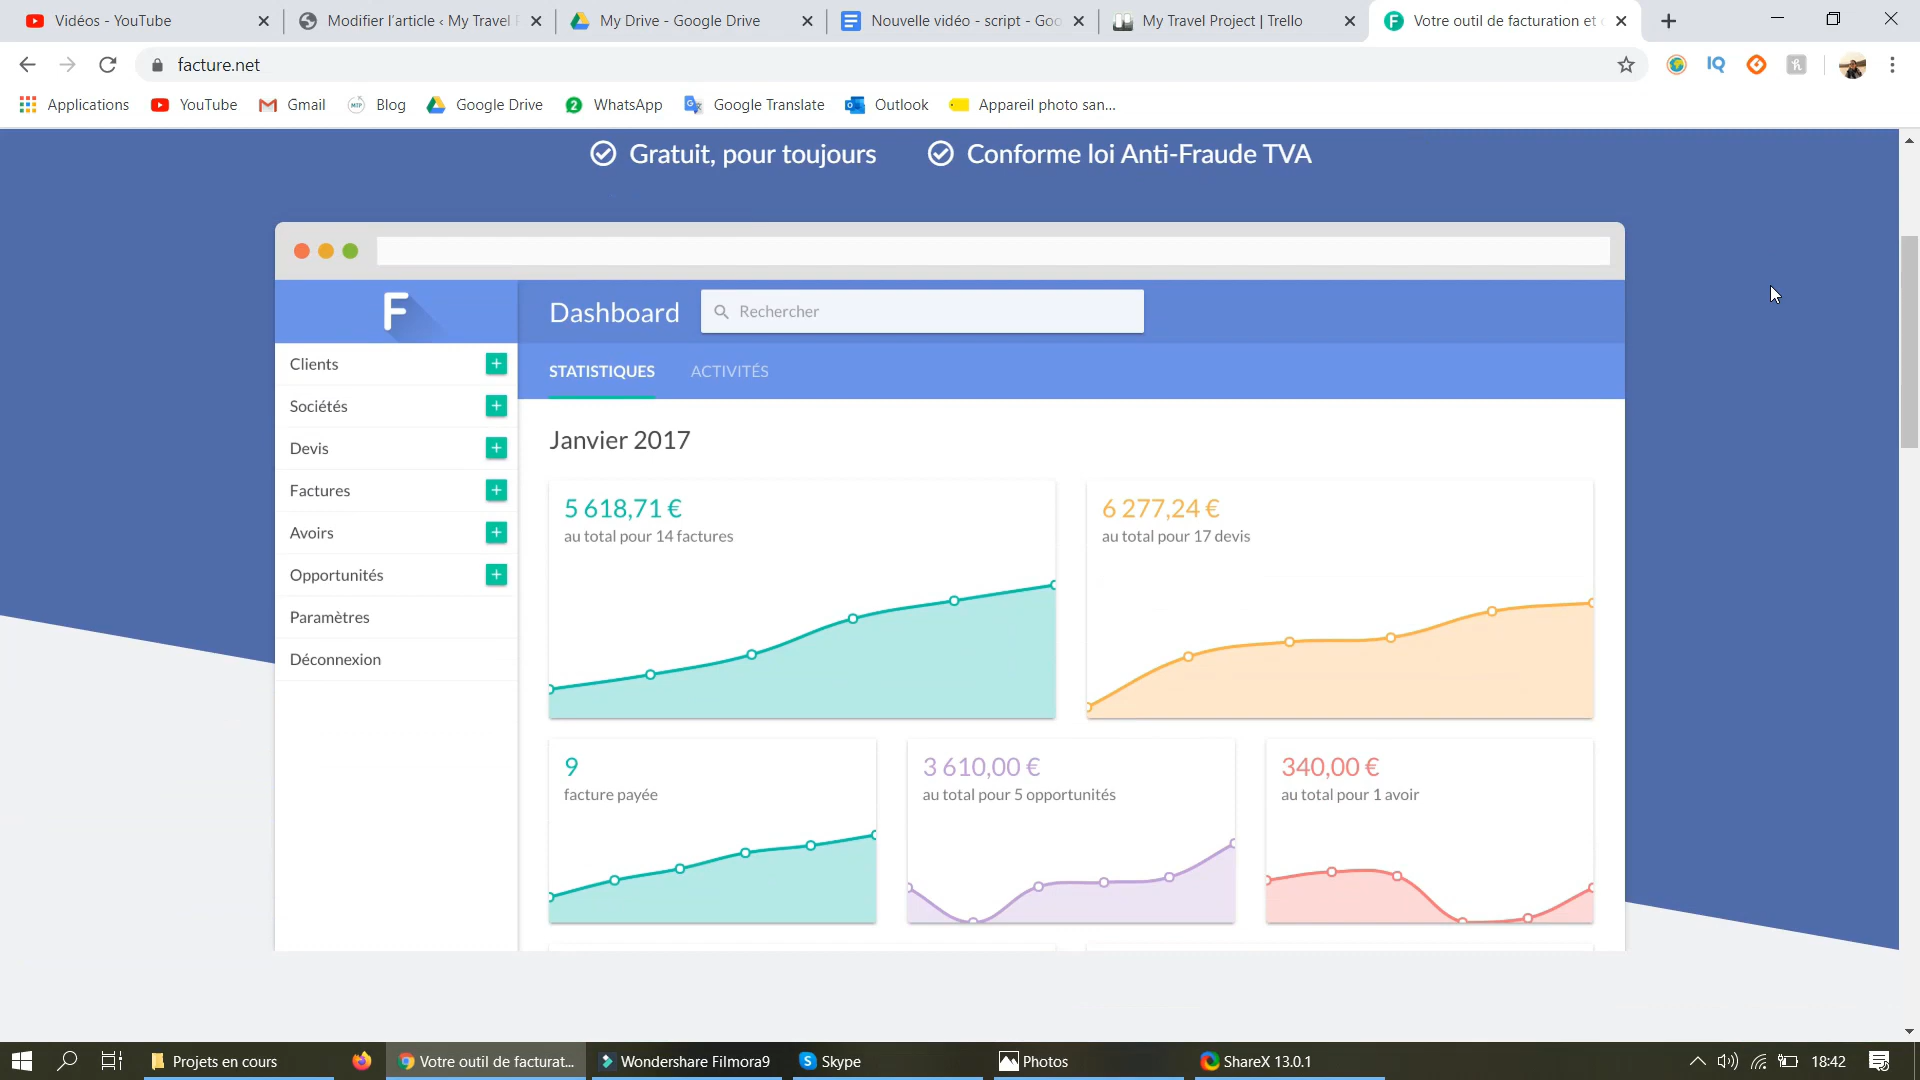 Vidéos - YouTube
Modifier l'article ‹ My Travel P
My Drive - Google Drive
Nouvelle vidéo - script - Goo
My Travel Project | Trello
Votre outil de facturation et
facture.net
IQ
Applications
YouTube
Gmail
MTP
Blog
Google Drive
2
WhatsApp
Google Translate
Outlook
Appareil photo san...
Gratuit, pour toujours
Conforme loi Anti-Fraude TVA
F
Dashboard
Rechercher
Clients +
Sociétés +
Devis +
Factures +
Avoirs +
Opportunités +
Paramètres
Déconnexion
STATISTIQUES
ACTIVITÉS
Janvier 2017
5 618,71 €
au total pour 14 factures
6 277,24 €
au total pour 17 devis
9
facture payée
3 610,00 €
au total pour 5 opportunités
340,00 €
au total pour 1 avoir
Projets en cours
Votre outil de facturat...
Wondershare Filmora9
Skype
Photos
ShareX 13.0.1
18:42